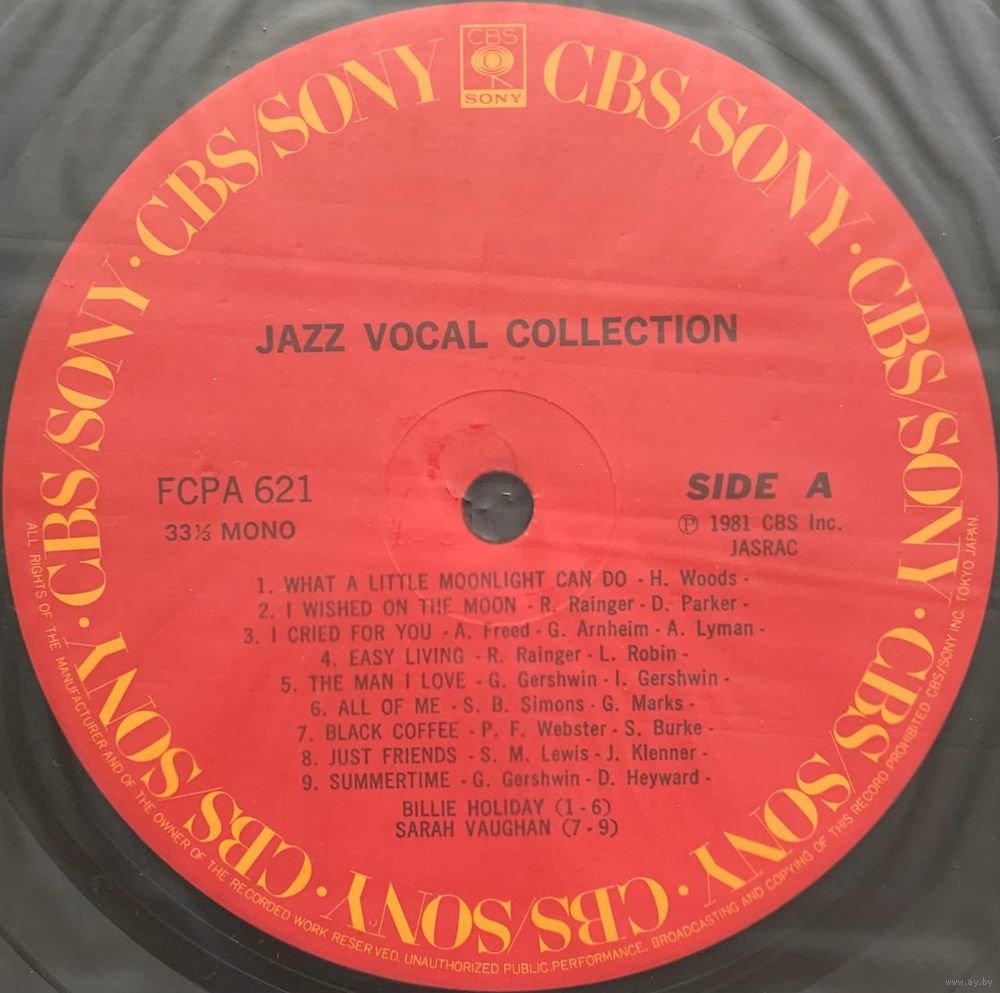 CBS
SONY
CBS/SONY · CBS/SONY · CBS/SONY · CBS/SONY · CBS/SONY · CBS/SONY · CBS/SONY · CBS/SONY
JAZZ VOCAL COLLECTION
FCPA 621
33⅓ MONO
SIDE A
Ⓟ 1981 CBS Inc.
JASRAC
1. WHAT A LITTLE MOONLIGHT CAN DO - H. Woods -
2. I WISHED ON THE MOON - R. Rainger - D. Parker -
3. I CRIED FOR YOU - A. Freed - G. Arnheim - A. Lyman -
4. EASY LIVING - R. Rainger - L. Robin -
5. THE MAN I LOVE - G. Gershwin - I. Gershwin -
6. ALL OF ME - S. B. Simons - G. Marks -
7. BLACK COFFEE - P. F. Webster - S. Burke -
8. JUST FRIENDS - S. M. Lewis - J. Klenner -
9. SUMMERTIME - G. Gershwin - D. Heyward -
BILLIE HOLIDAY (1 - 6)
SARAH VAUGHAN (7 - 9)
ALL RIGHTS OF THE MANUFACTURER AND OF THE OWNER OF THE RECORDED WORK RESERVED. UNAUTHORIZED PUBLIC PERFORMANCE, BROADCASTING AND COPYING OF THIS RECORD PROHIBITED. CBS/SONY INC. TOKYO JAPAN.
www.ay.by